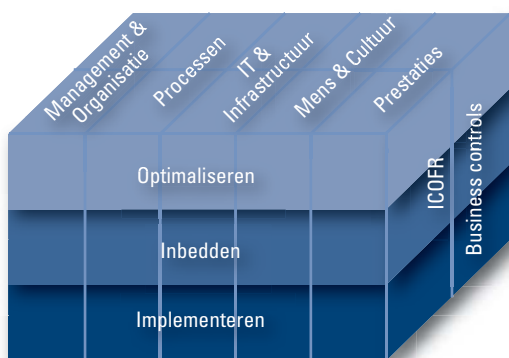 Management &
Organisatie
Processen
IT &
Infrastructuur
Mens & Cultuur
Prestaties
Optimaliseren
Inbedden
Implementeren
ICOFR
Business controls